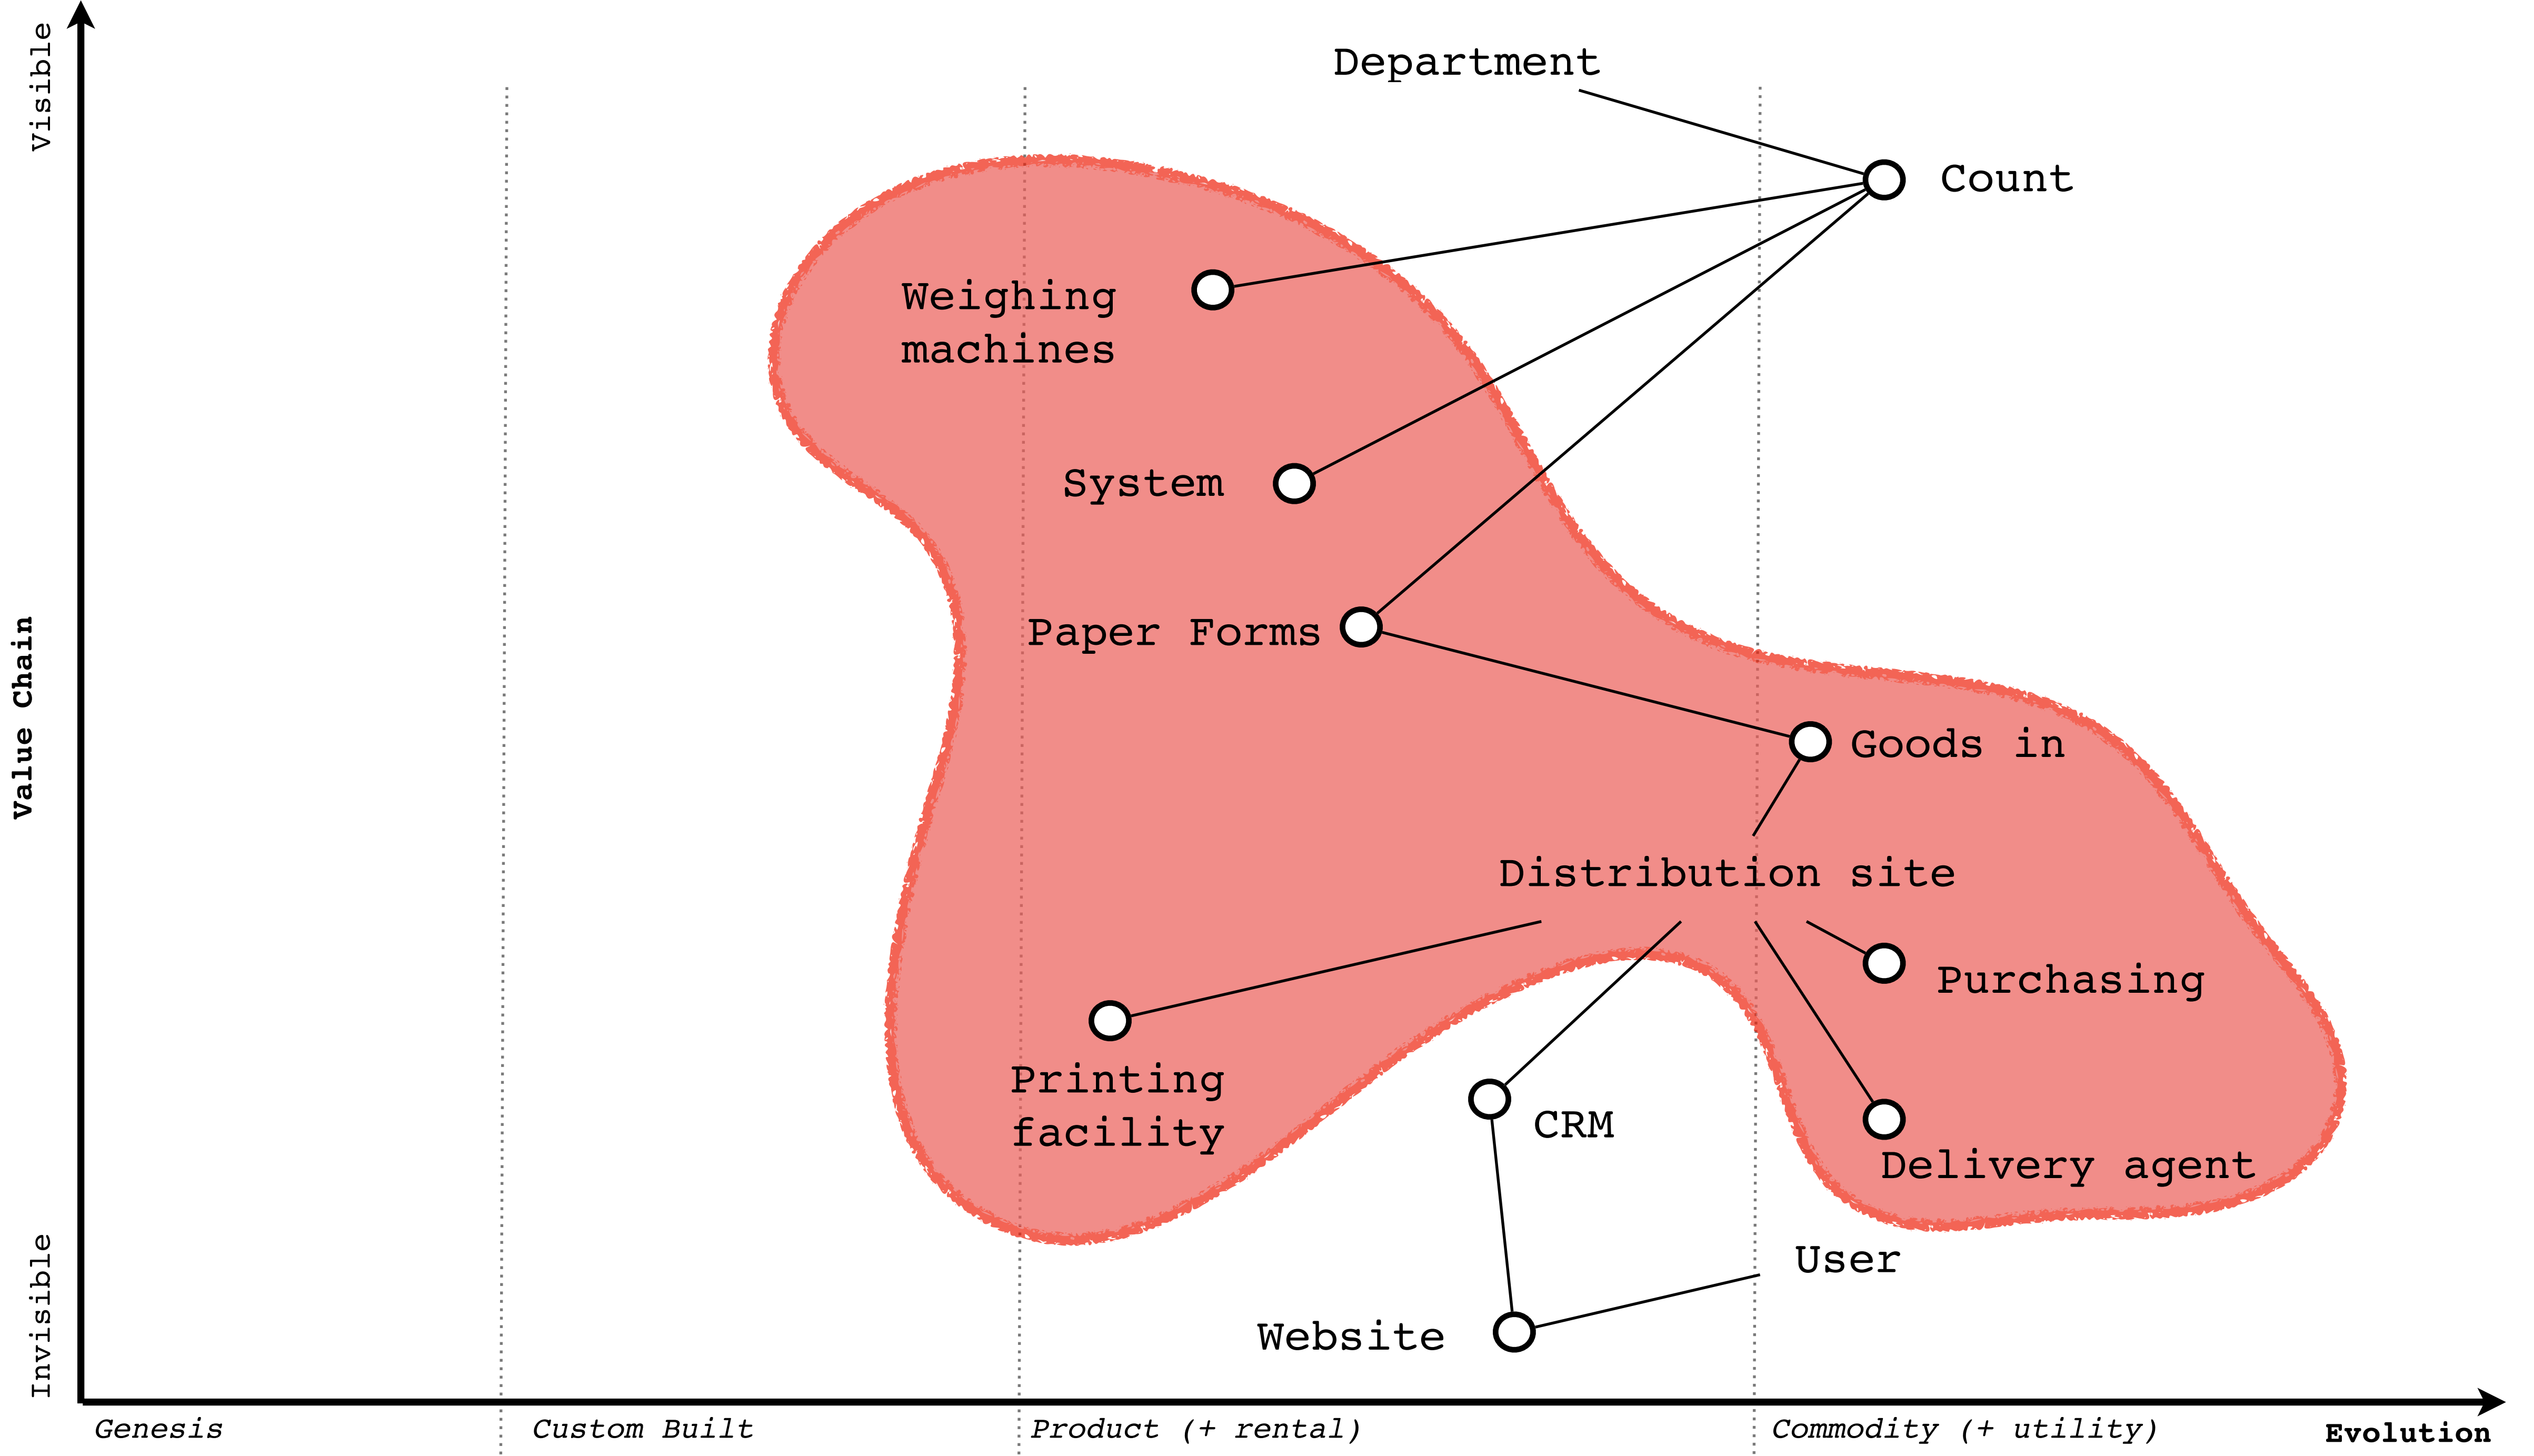 Visible
Department
Count
Weighing
machines
System
Paper Forms
Value Chain
Goods in
Distribution site
Purchasing
Printing
facility
CRM
Delivery agent
User
Invisible
Website
Genesis
Custom Built
Product (+ rental)
Commodity (+ utility)
Evolution